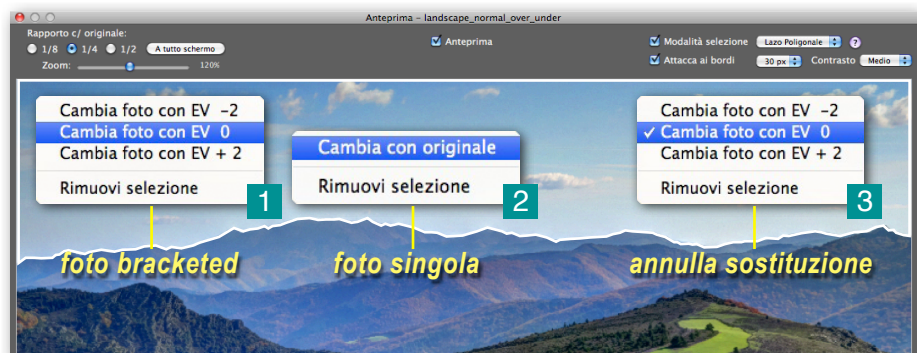 Anteprima – landscape_normal_over_under
Rapporto c/ originale:
1/8 1/4 1/2 A tutto schermo
Zoom: 120%
Anteprima
Modalità selezione Lazo Poligonale ?
Attacca ai bordi 30 px Contrasto Medio
Cambia foto con EV -2
Cambia foto con EV 0
Cambia foto con EV + 2
Rimuovi selezione
1
foto bracketed
Cambia con originale
Rimuovi selezione
2
foto singola
Cambia foto con EV -2
✓ Cambia foto con EV 0
Cambia foto con EV + 2
Rimuovi selezione
3
annulla sostituzione